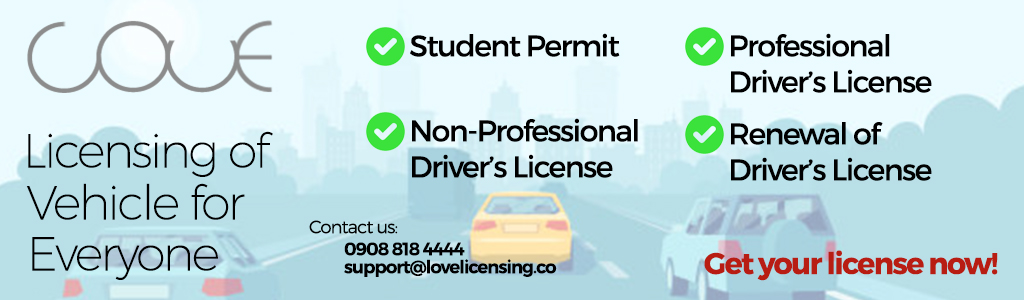 LOVE
Licensing of
Vehicle for
Everyone
Student Permit
Non-Professional
Driver's License
Professional
Driver's License
Renewal of
Driver's License
Contact us:
0908 818 4444
support@lovelicensing.co
Get your license now!